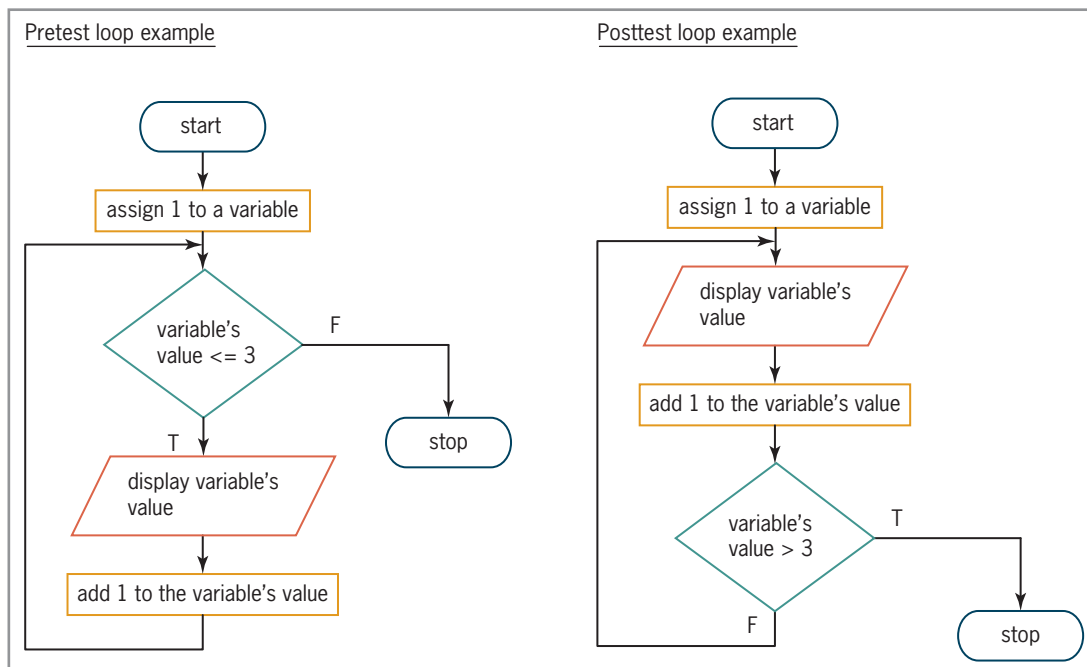 Pretest loop example
start
assign 1 to a variable
variable's
value <= 3
F
T
stop
display variable's
value
add 1 to the variable's value
Posttest loop example
start
assign 1 to a variable
display variable's
value
add 1 to the variable's value
variable's
value > 3
T
F
stop